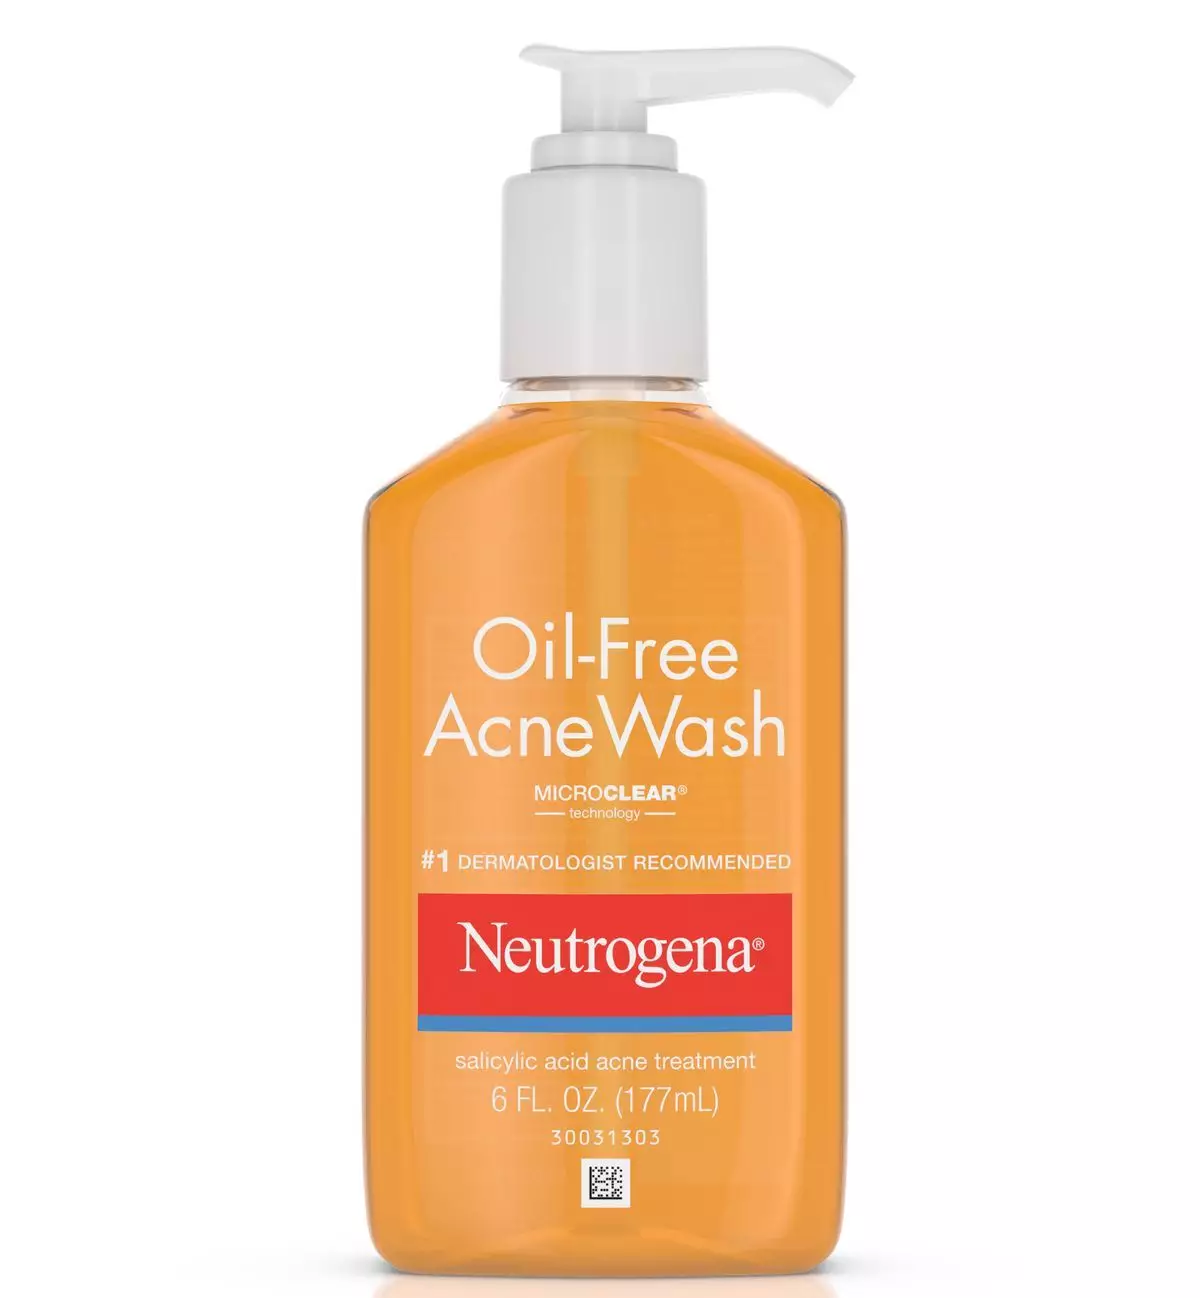 Oil-Free
Acne Wash
MICROCLEAR®
technology
#1 DERMATOLOGIST RECOMMENDED
Neutrogena®
salicylic acid acne treatment
6 FL. OZ. (177mL)
30031303